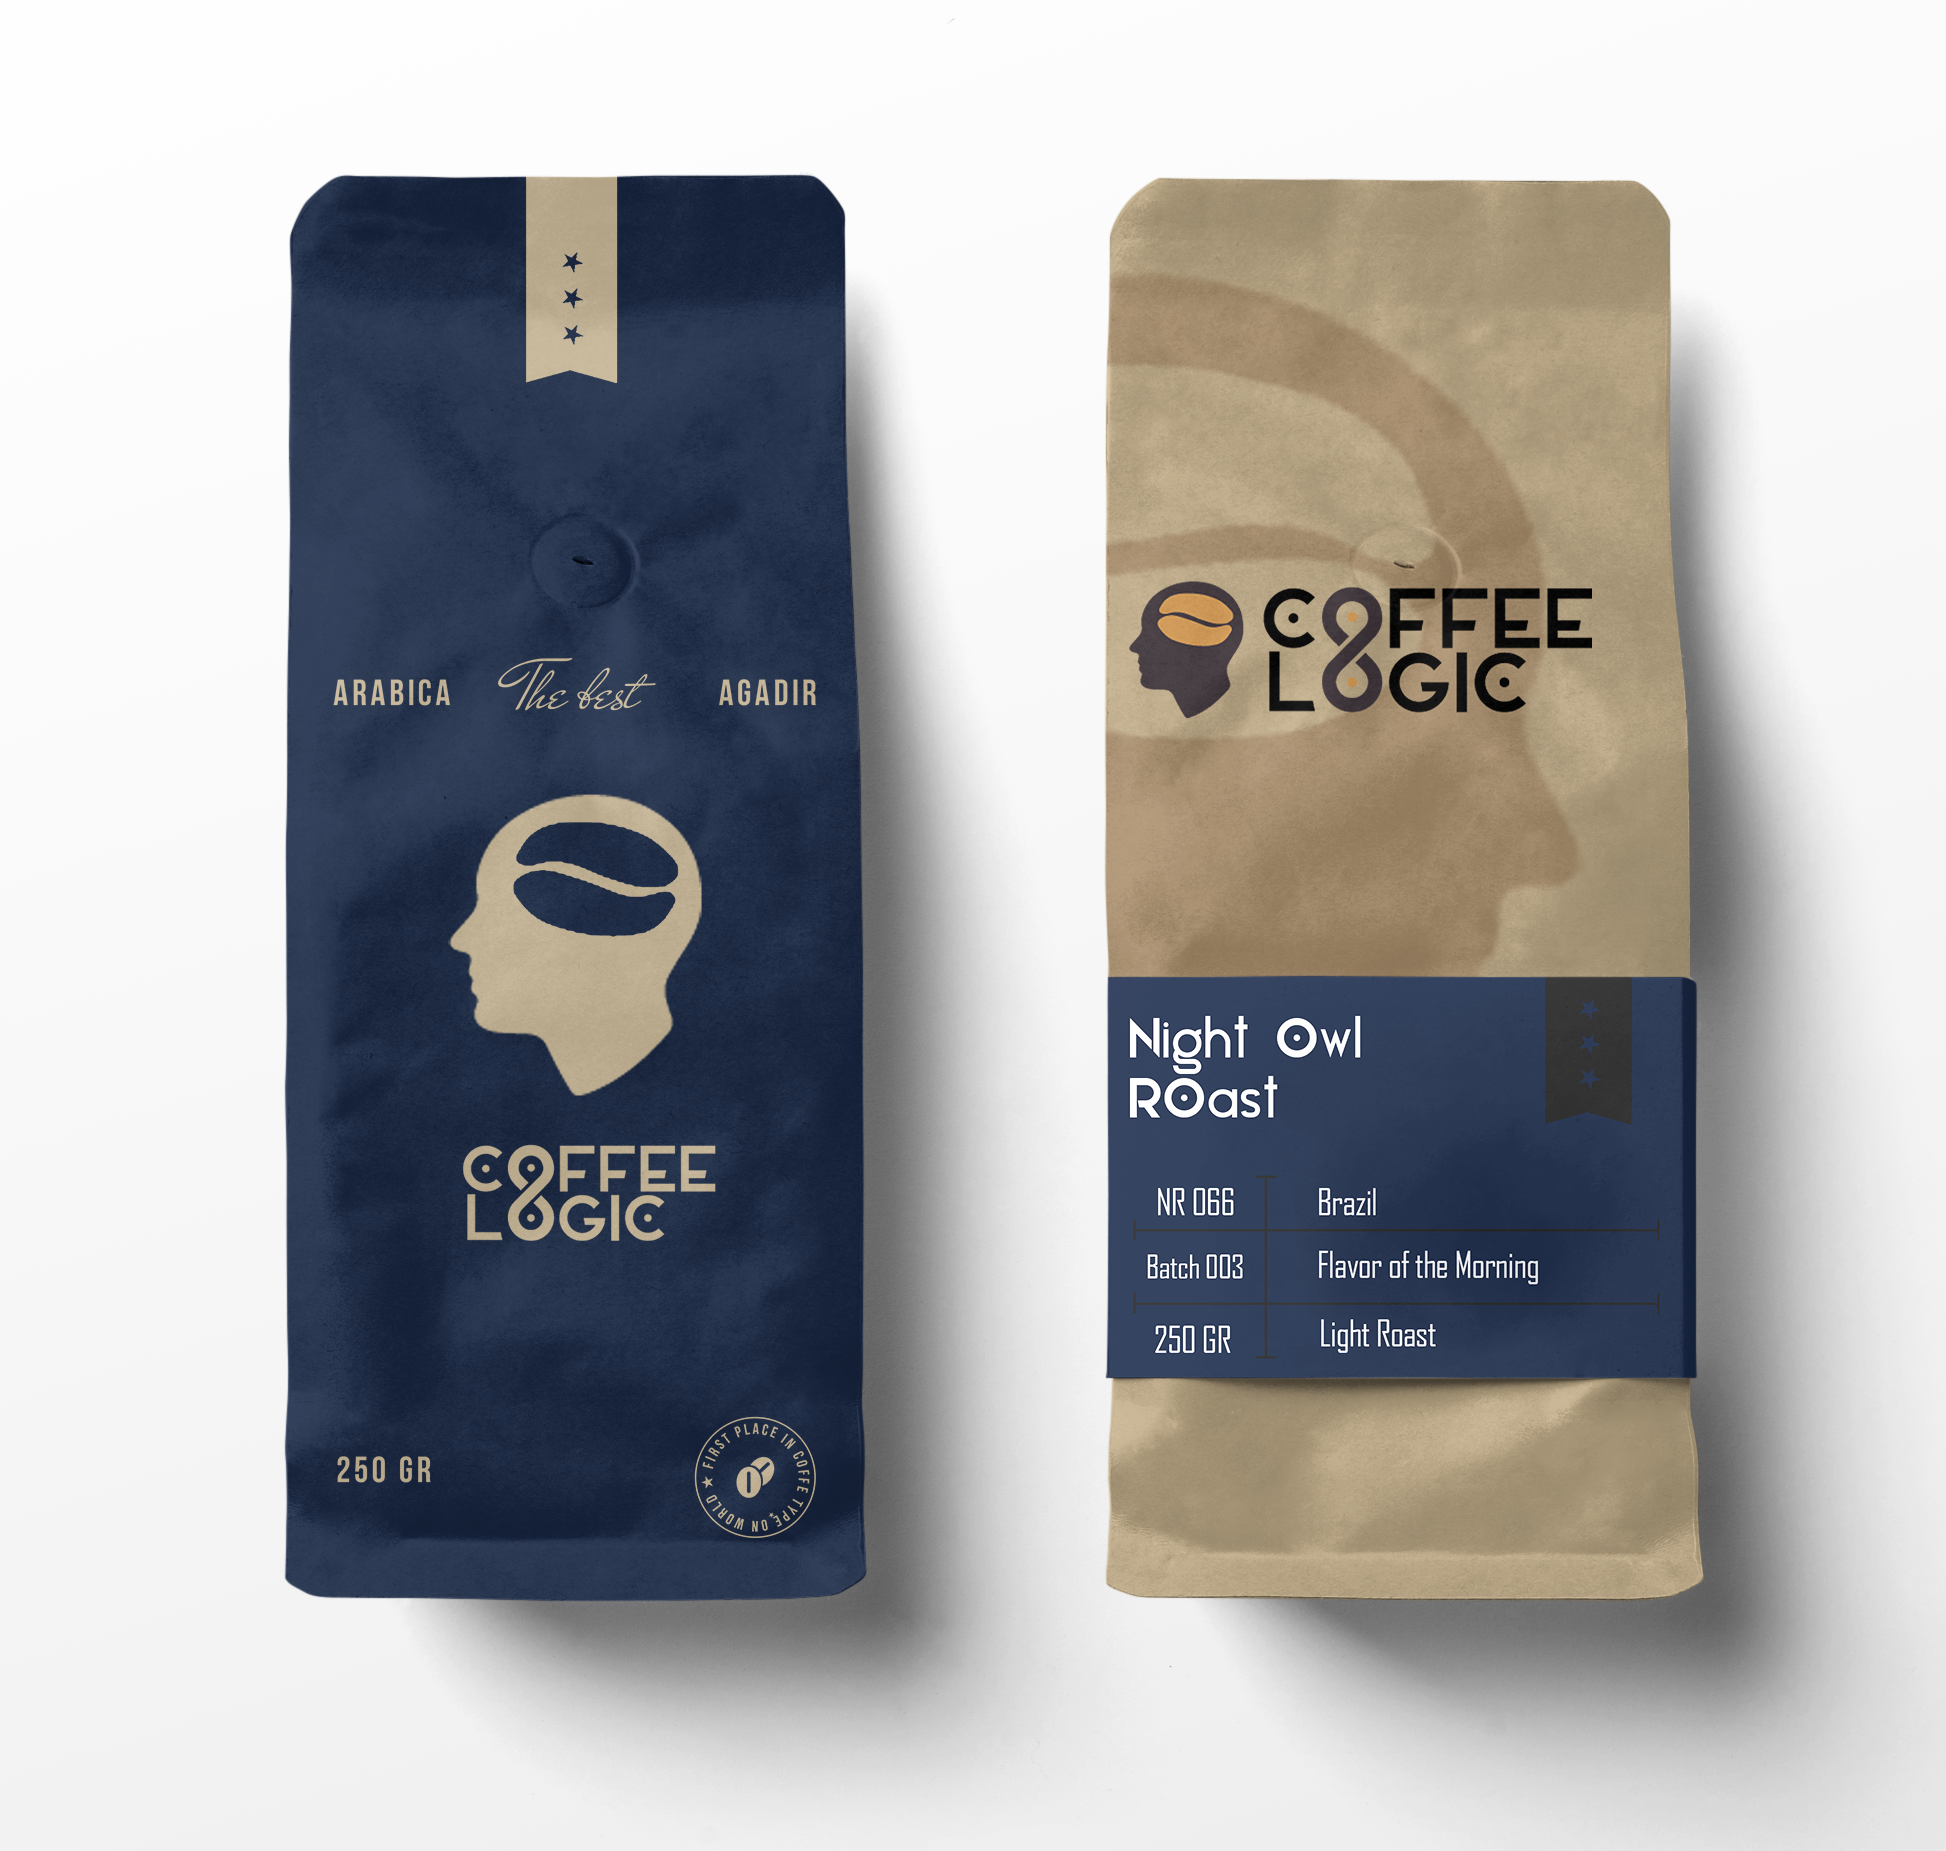 ARABICA The best AGADIR
COFFEE
LOGIC
250 GR
FIRST PLACE IN COFFE TYPE ON WORLD
COFFEE
LOGIC
Night Owl
ROast
NR 066 Brazil
Batch 003 Flavor of the Morning
250 GR Light Roast